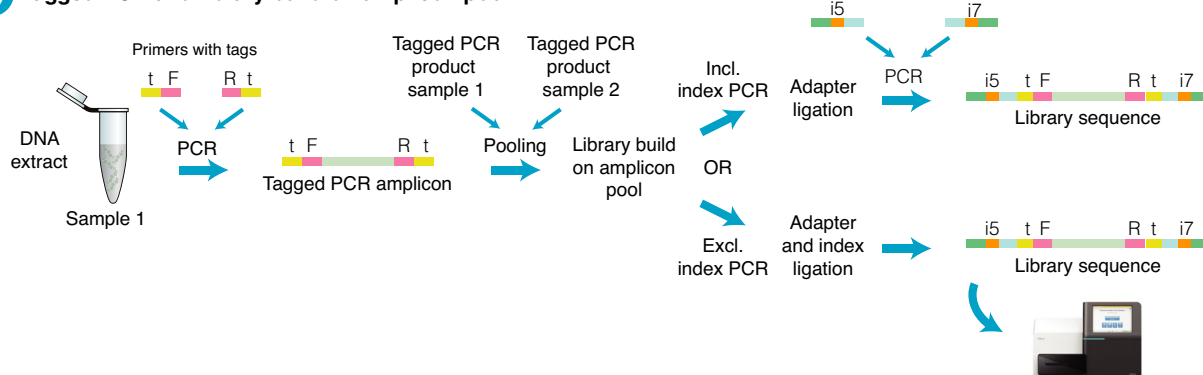 Primers with tags
t F
R t
DNA
extract
PCR
Sample 1
t F
R t
Tagged PCR amplicon
Tagged PCR
product
sample 1
Tagged PCR
product
sample 2
Pooling
Library build
on amplicon
pool
Incl.
index PCR
OR
Excl.
index PCR
Adapter
ligation
i5
i7
PCR
i5 t F
R t i7
Library sequence
Adapter
and index
ligation
i5 t F
R t i7
Library sequence